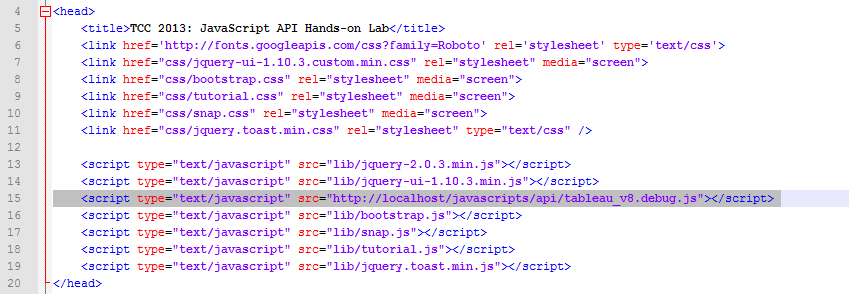 4 <head>
5 <title>TCC 2013: JavaScript API Hands-on Lab</title>
6 <link href='http://fonts.googleapis.com/css?family=Roboto' rel='stylesheet' type='text/css'>
7 <link href="css/jquery-ui-1.10.3.custom.min.css" rel="stylesheet" media="screen">
8 <link href="css/bootstrap.css" rel="stylesheet" media="screen">
9 <link href="css/tutorial.css" rel="stylesheet" media="screen">
10 <link href="css/snap.css" rel="stylesheet" media="screen">
11 <link href="css/jquery.toast.min.css" rel="stylesheet" type="text/css" />
12
13 <script type="text/javascript" src="lib/jquery-2.0.3.min.js"></script>
14 <script type="text/javascript" src="lib/jquery-ui-1.10.3.min.js"></script>
15 <script type="text/javascript" src="http://localhost/javascripts/api/tableau_v8.debug.js"></script>
16 <script type="text/javascript" src="lib/bootstrap.js"></script>
17 <script type="text/javascript" src="lib/snap.js"></script>
18 <script type="text/javascript" src="lib/tutorial.js"></script>
19 <script type="text/javascript" src="lib/jquery.toast.min.js"></script>
20 </head>